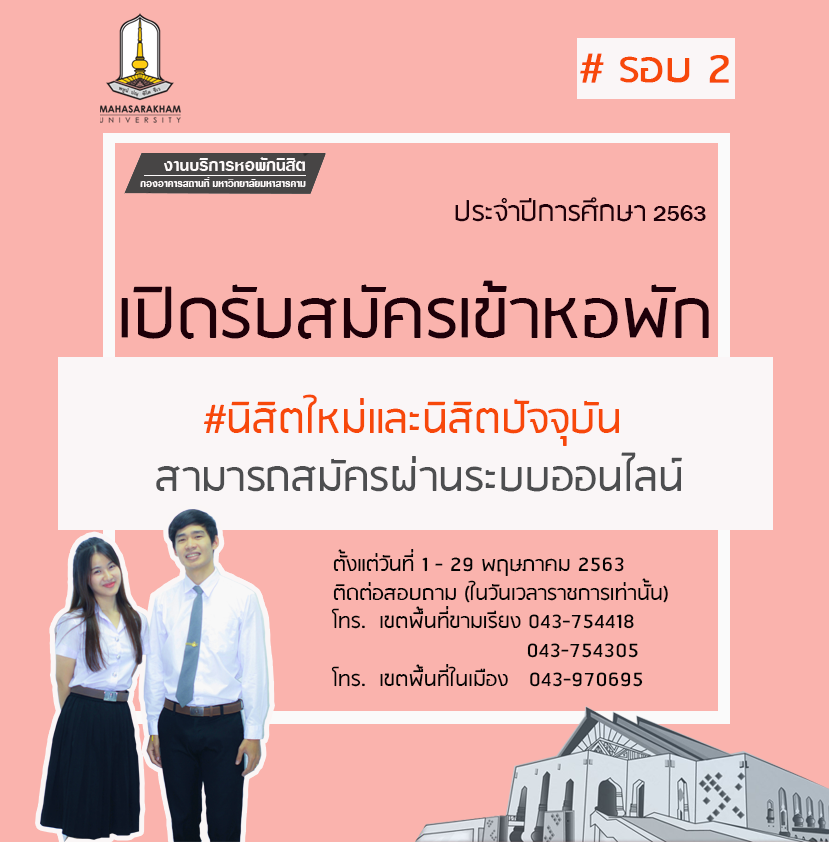 MAHASARAKHAM
UNIVERSITY
# รอบ 2
งานบริการหอพักนิสิต
กองอาคารสถานที่ มหาวิทยาลัยมหาสารคาม
ประจำปีการศึกษา 2563
เปิดรับสมัครเข้าหอพัก
#นิสิตใหม่และนิสิตปัจจุบัน
สามารถสมัครผ่านระบบออนไลน์
ตั้งแต่วันที่ 1 - 29 พฤษภาคม 2563
ติดต่อสอบถาม (ในวันเวลาราชการเท่านั้น)
โทร. เขตพื้นที่ขามเรียง 043-754418
043-754305
โทร. เขตพื้นที่ในเมือง 043-970695